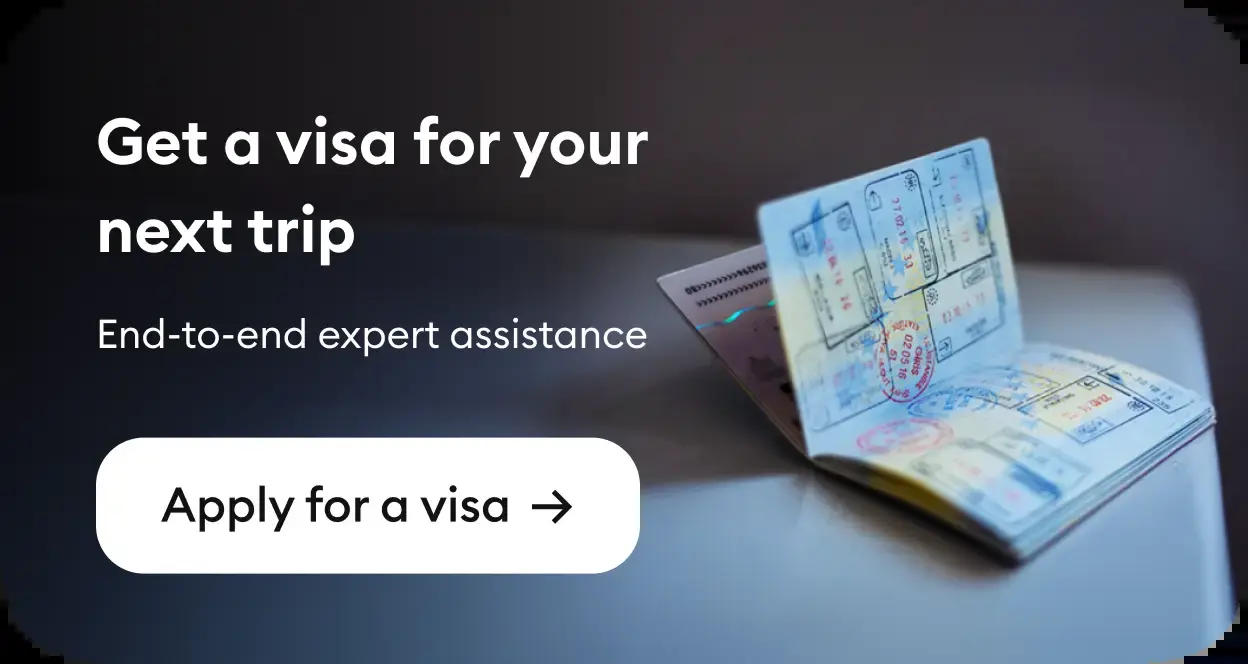 Get a visa for your
next trip
End-to-end expert assistance
Apply for a visa →